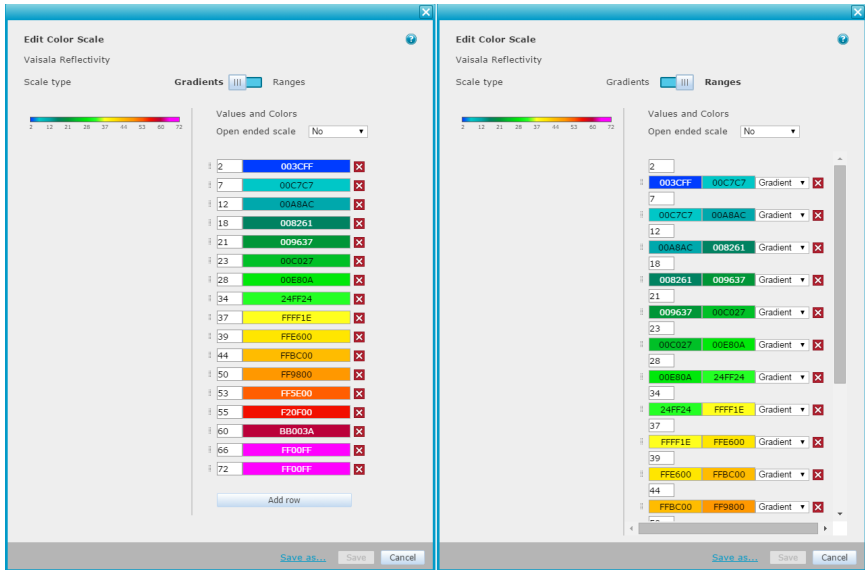 Edit Color Scale
Vaisala Reflectivity
Scale type Gradients Ranges
Values and Colors
Open ended scale No
2 12 21 28 37 44 53 60 72
2 003CFF
7 00C7C7
12 00A8AC
18 008261
21 009637
23 00C027
28 00E80A
34 24FF24
37 FFFF1E
39 FFE600
44 FFBC00
50 FF9800
53 FF5E00
55 F20F00
60 BB003A
66 FF00FF
72 FF00FF
Add row
Save as... Save Cancel
Edit Color Scale
Vaisala Reflectivity
Scale type Gradients Ranges
Values and Colors
Open ended scale No
2 12 21 28 37 44 53 60 72
2
003CFF 00C7C7 Gradient
7
00C7C7 00A8AC Gradient
12
00A8AC 008261 Gradient
18
008261 009637 Gradient
21
009637 00C027 Gradient
23
00C027 00E80A Gradient
28
00E80A 24FF24 Gradient
34
24FF24 FFFF1E Gradient
37
FFFF1E FFE600 Gradient
39
FFE600 FFBC00 Gradient
44
FFBC00 FF9800 Gradient
Save as... Save Cancel